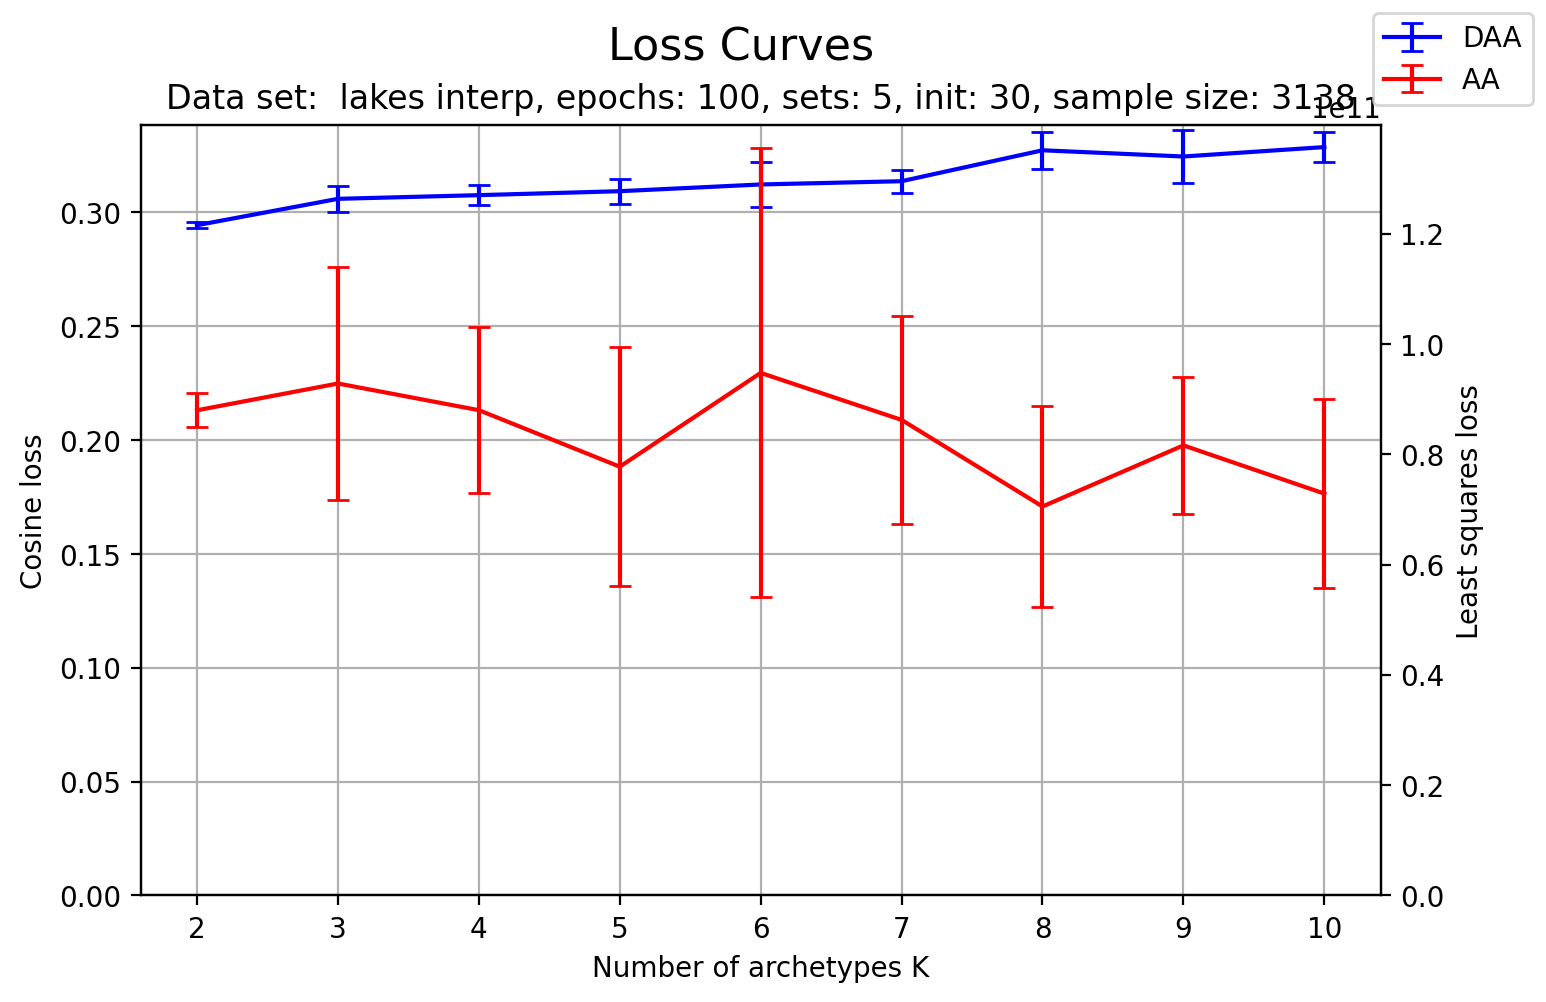 Loss Curves
Data set:  lakes interp, epochs: 100, sets: 5, init: 30, sample size: 3138
1e11
DAA
AA
Cosine loss
0.30
0.25
0.20
0.15
0.10
0.05
0.00
1.2
1.0
0.8
0.6
0.4
0.2
0.0
Least squares loss
2 3 4 5 6 7 8 9 10
Number of archetypes K